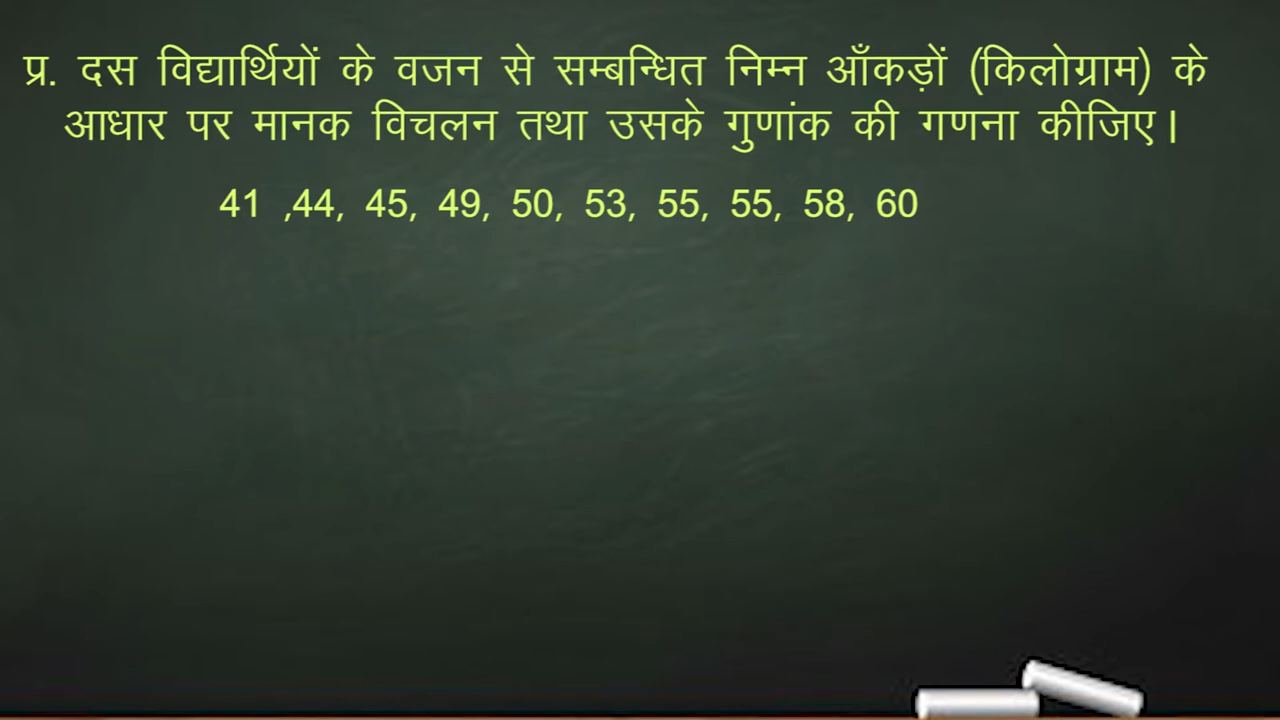 प्र. दस विद्यार्थियों के वजन से सम्बन्धित निम्न आँकड़ों (किलोग्राम) के
आधार पर मानक विचलन तथा उसके गुणांक की गणना कीजिए।
41 ,44, 45, 49, 50, 53, 55, 55, 58, 60